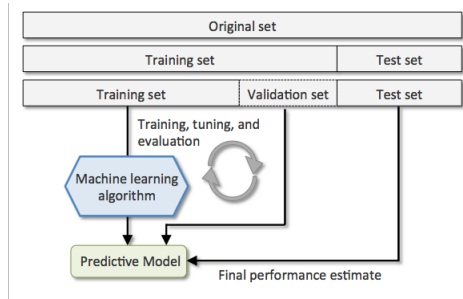 Original set
Training set Test set
Training set Validation set Test set
Training, tuning, and
evaluation
Machine learning
algorithm
Predictive Model
Final performance estimate